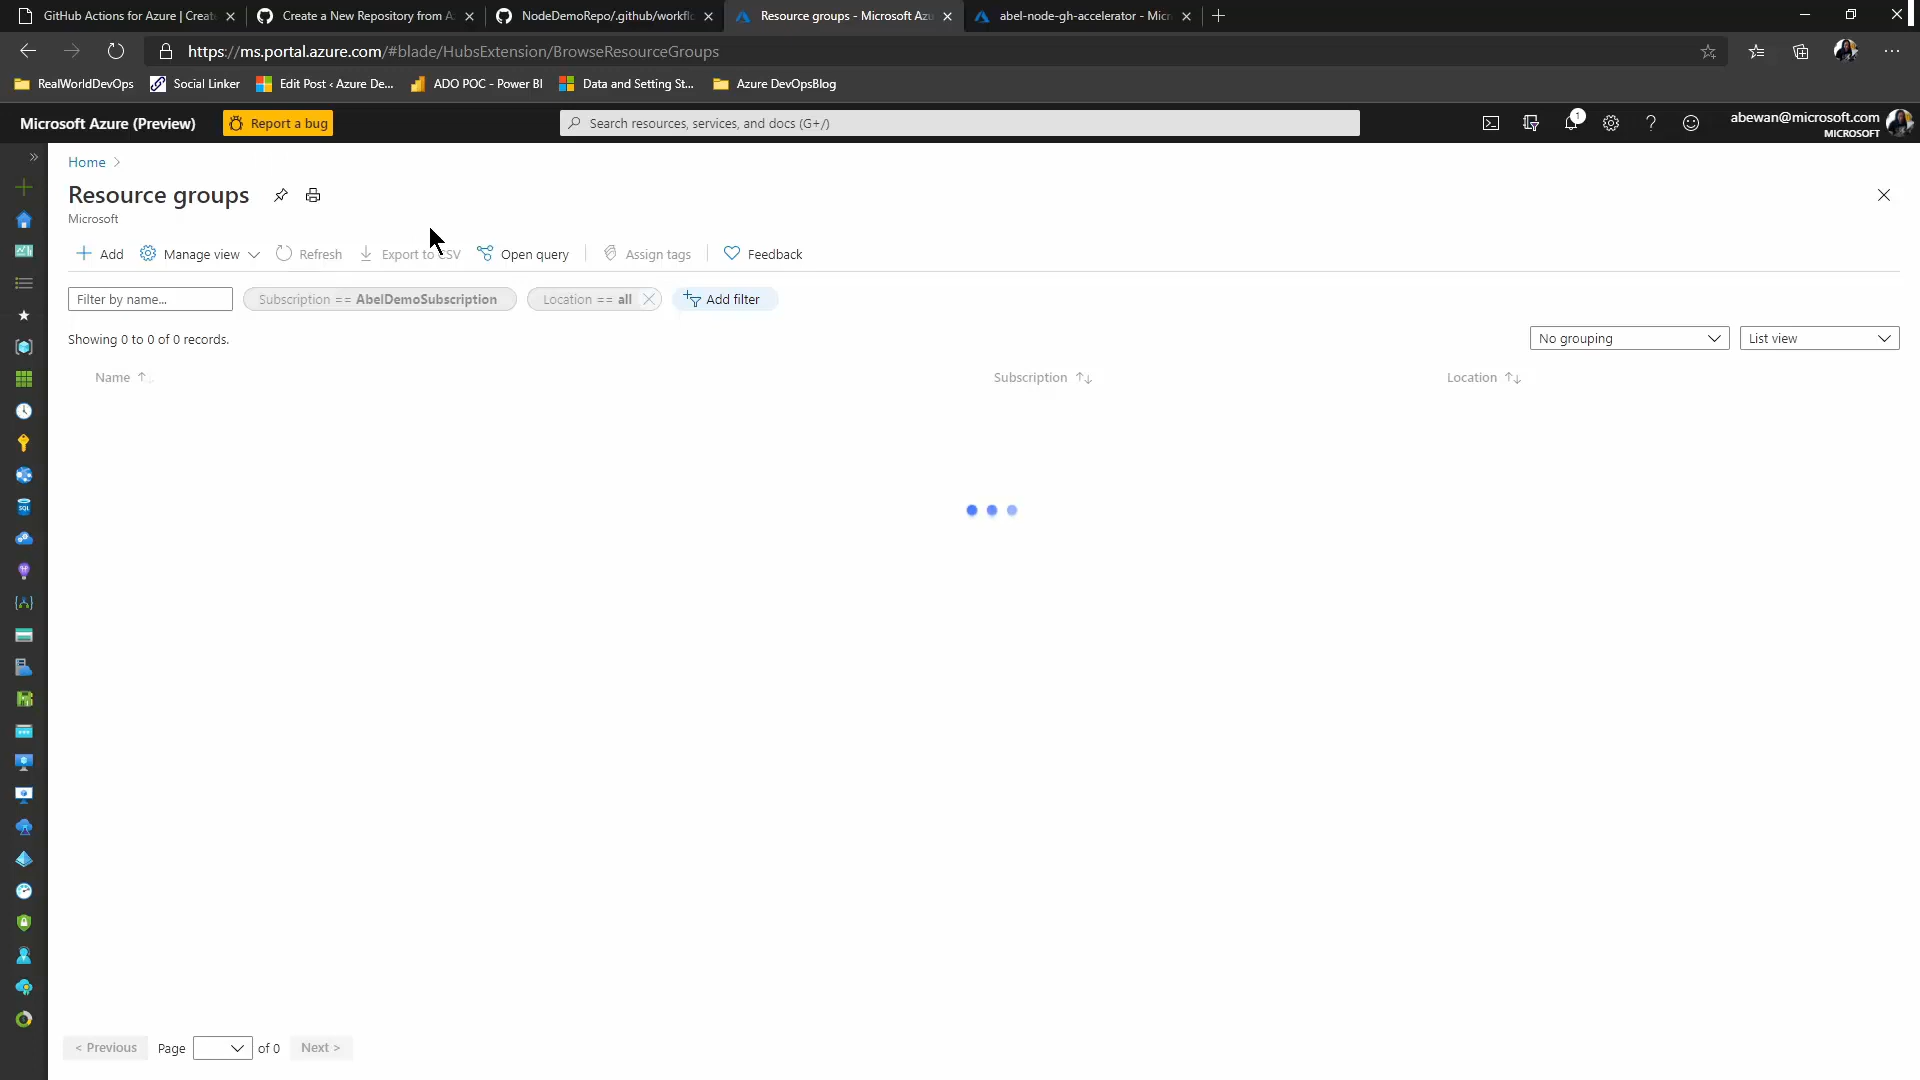 GitHub Actions for Azure | Create
Create a New Repository from A
NodeDemoRepo/.github/workfl
Resource groups - Microsoft Azu
abel-node-gh-accelerator - Micr
https://ms.portal.azure.com/#blade/HubsExtension/BrowseResourceGroups
RealWorldDevOps
Social Linker
Edit Post ‹ Azure De...
ADO POC - Power BI
Data and Setting St...
Azure DevOpsBlog
Microsoft Azure (Preview)
Report a bug
Search resources, services, and docs (G+/)
1
abewan@microsoft.com
MICROSOFT
Home
Resource groups
Microsoft
Add
Manage view
Refresh
Export to CSV
Open query
Assign tags
Feedback
Filter by name...
Subscription == AbelDemoSubscription
Location == all
Add filter
Showing 0 to 0 of 0 records.
No grouping
List view
Name
Subscription
Location
SQL
< Previous
Page
of 0
Next >